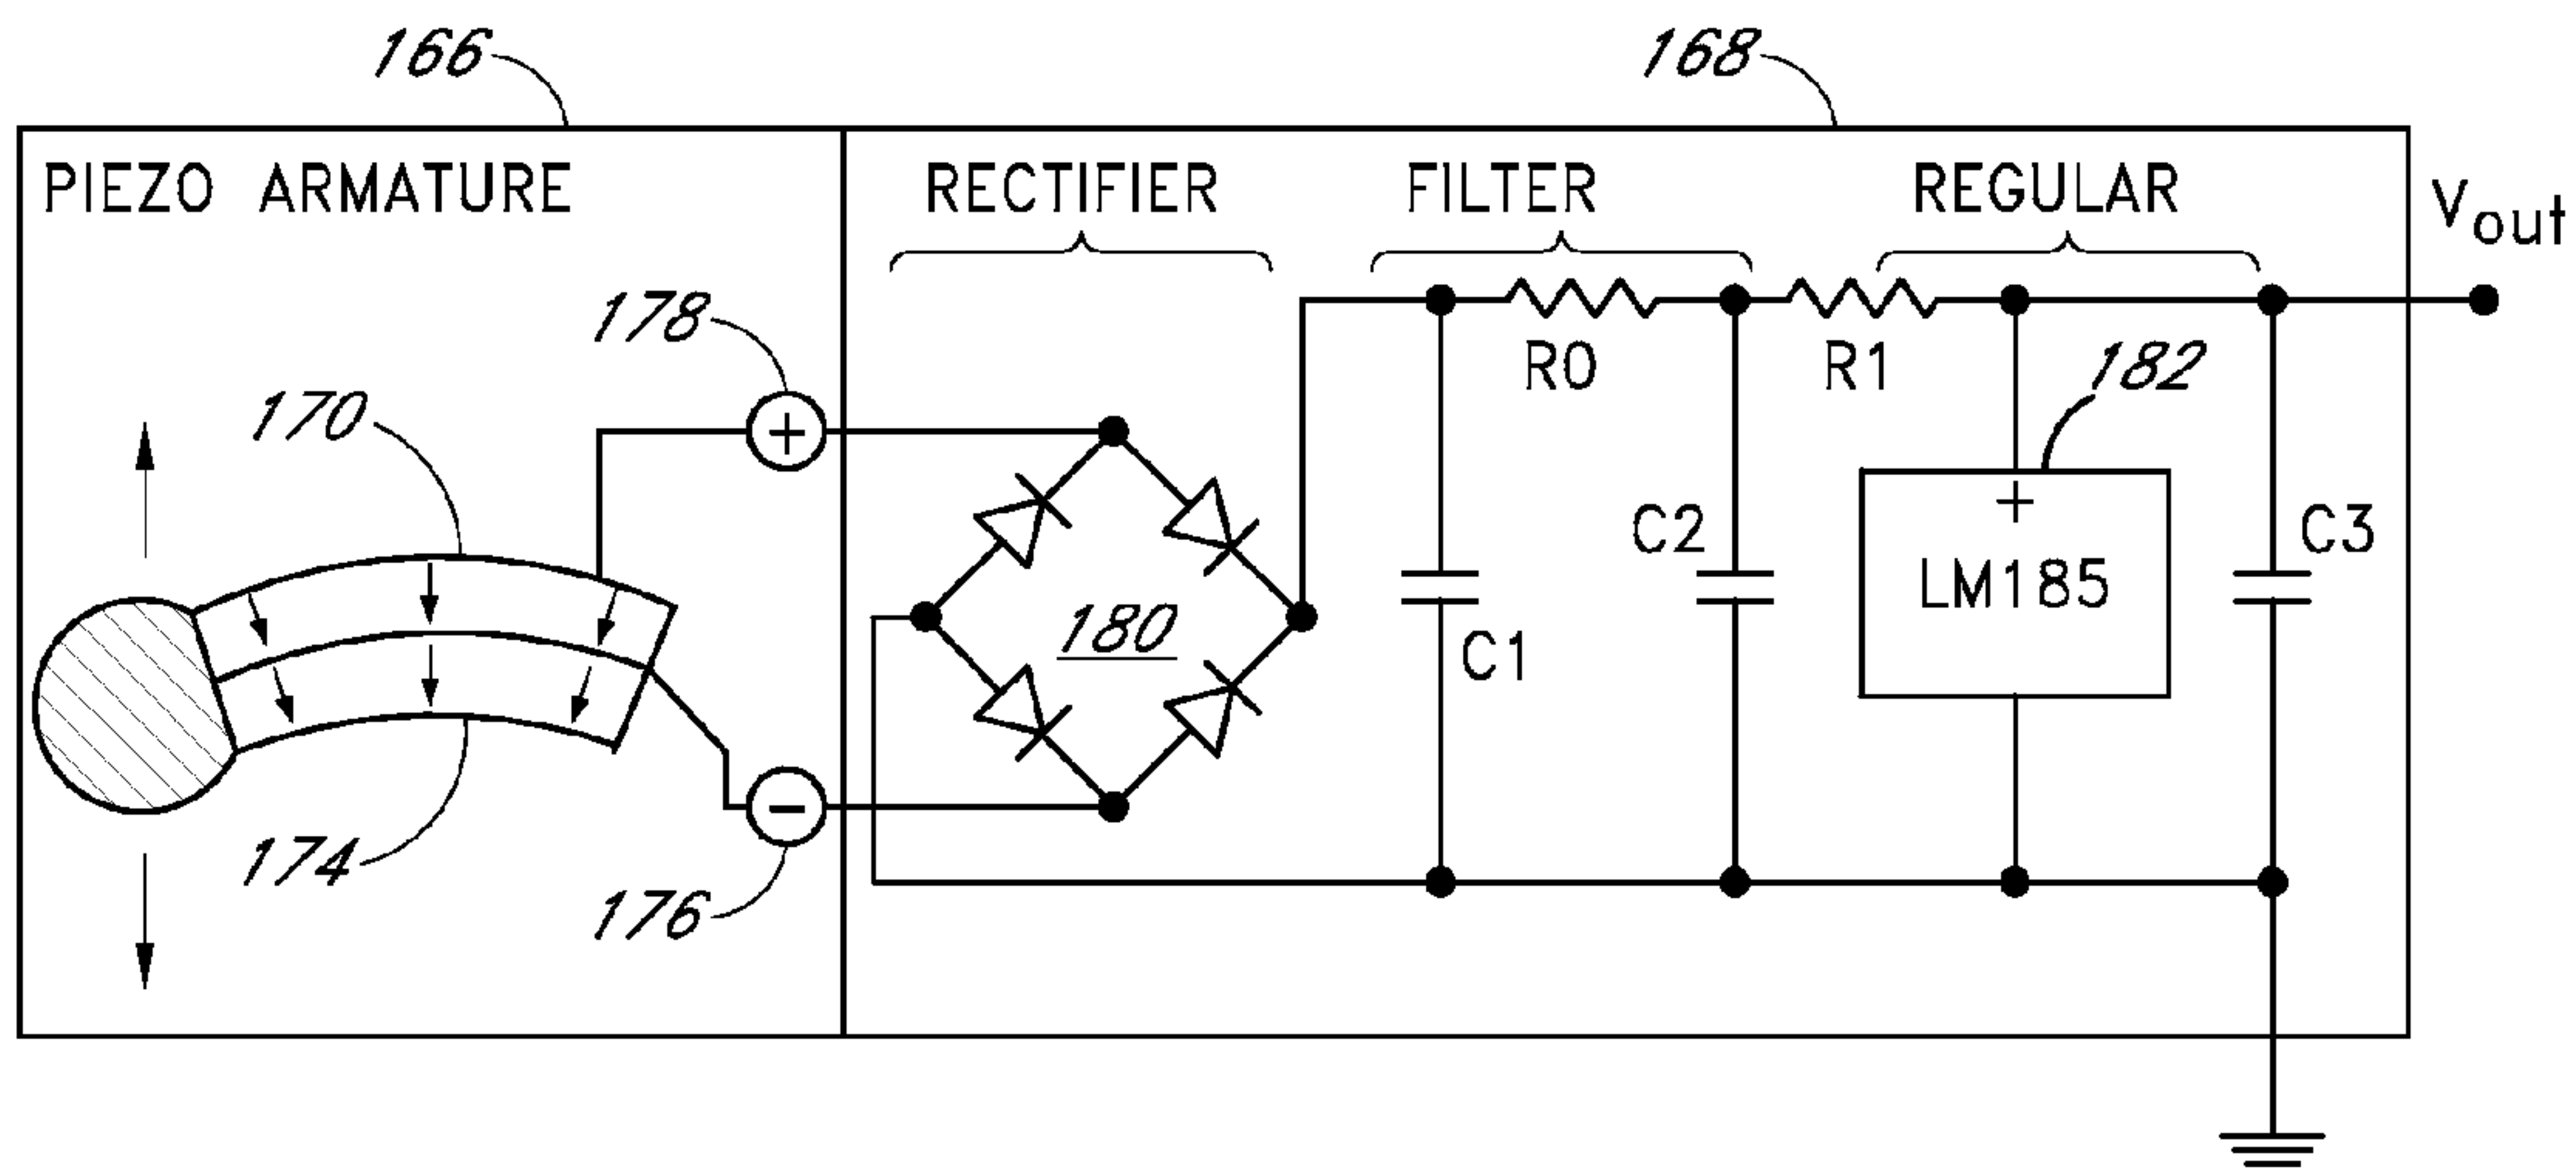 166
168
PIEZO ARMATURE
RECTIFIER
FILTER
REGULAR
Vout
178
+
170
R0
R1
182
+
LM185
C2
C3
C1
180
174
−
176